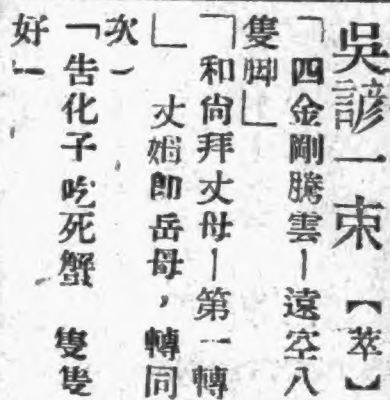 吳諺一束【萃】
「四金剛騰雲—遠空八
隻脚」
「和尙拜丈母—第一轉
」　丈姆卽岳母，轉同
次）
「告化子吃死蟹　隻隻
好」